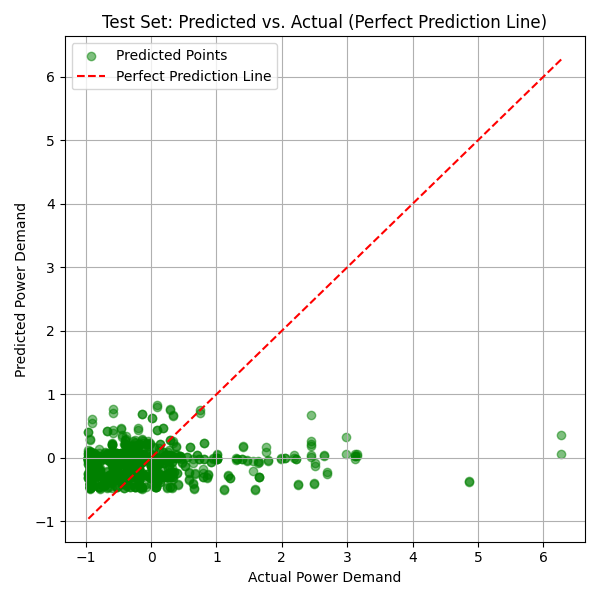 Test Set: Predicted vs. Actual (Perfect Prediction Line)
Predicted Points
Perfect Prediction Line
6
5
4
3
2
1
0
−1
Predicted Power Demand
−1 0 1 2 3 4 5 6
Actual Power Demand